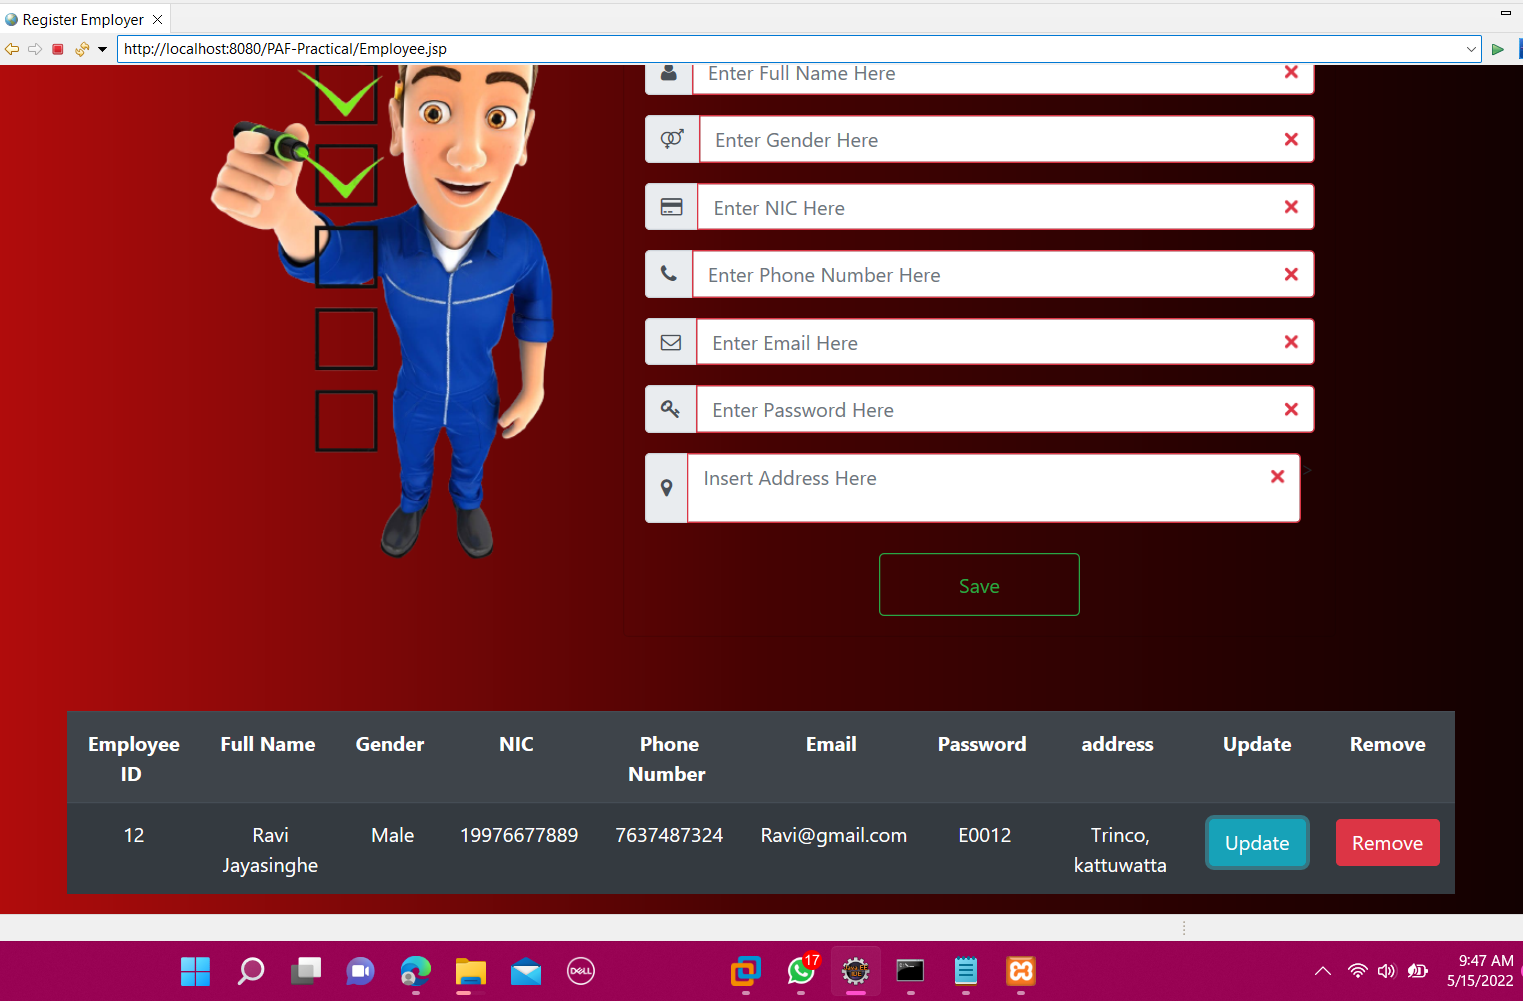 Register Employer
http://localhost:8080/PAF-Practical/Employee.jsp
Enter Full Name Here
Enter Gender Here
Enter NIC Here
Enter Phone Number Here
Enter Email Here
Enter Password Here
Insert Address Here
>
Save
Employee ID Full Name Gender NIC Phone Number Email Password address Update Remove
12 Ravi Jayasinghe Male 19976677889 7637487324 Ravi@gmail.com E0012 Trinco, kattuwatta Update Remove
DELL
17
9:47 AM
5/15/2022